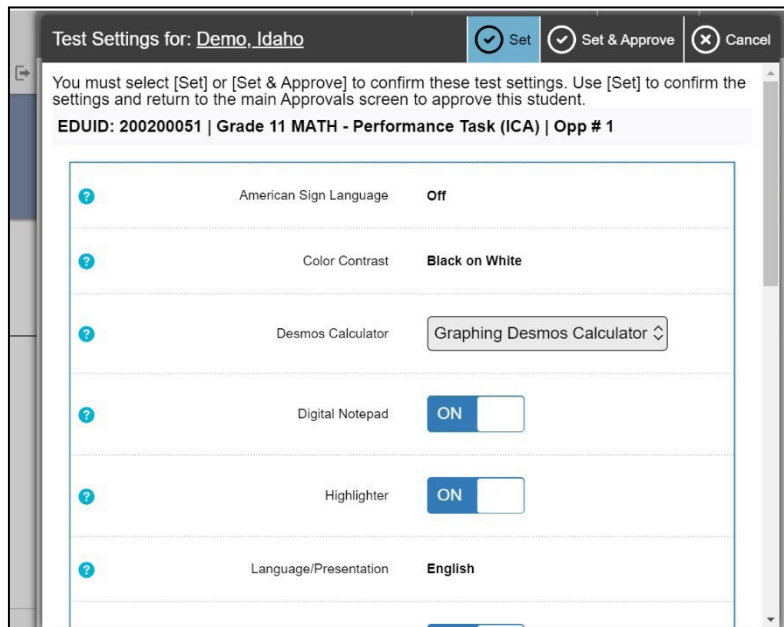 Test Settings for: Demo, Idaho
Set
Set & Approve
Cancel
You must select [Set] or [Set & Approve] to confirm these test settings. Use [Set] to confirm the
settings and return to the main Approvals screen to approve this student.
EDUID: 200200051 | Grade 11 MATH - Performance Task (ICA) | Opp # 1
? American Sign Language Off
? Color Contrast Black on White
? Desmos Calculator Graphing Desmos Calculator
? Digital Notepad ON
? Highlighter ON
? Language/Presentation English